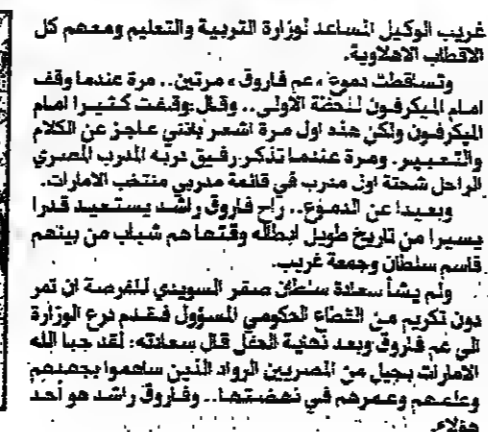 غريب الوكيل المساعد لوزارة التربية والتعليم ومعهم كل
الاقطاب الاهلاوية.
وتساقطت دموع «عم فاروق» مرتين.. مرة عندما وقف
امام الميكرفون للحظة الاولى.. وقال: وقفت كثيرا امام
الميكرفون ولكن هذه اول مرة اشعر بانني عاجز عن الكلام
والتعبير. ومرة عندما تذكر رفيق دربه المدرب المصري
الراحل شحتة اول مدرب في قائمة مدربي منتخب الامارات.
وبعيدا عن الدموع.. راح فاروق راشد يستعيد قدرا
يسيرا من تاريخ طويل ابطاله وقتها هم شباب من بينهم
قاسم سلطان وجمعة غريب.
ولم يشأ سعادة سلطان صقر السويدي للفرصة ان تمر
دون تكريم من القطاع الحكومي المسؤول فقدم درع الوزارة
الى عم فاروق وبعد نهاية الحفل قال سعادته: لقد حبا الله
الامارات بجيل من المصريين الرواد الذين ساهموا بجهدهم
وعلمهم وعمرهم في نهضتها.. وفاروق راشد هو أحد
هؤلاء.